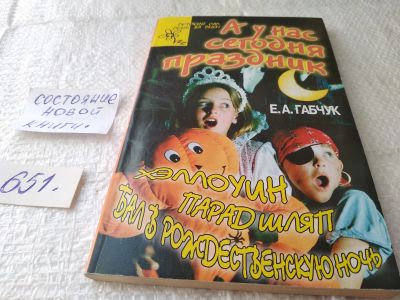 А у нас
сегодня
праздник
Е.А. ГАБЧУК
ХЭЛЛОУИН
ПАРАД ШЛЯП
БАЛ В РОЖДЕСТВЕНСКУЮ НОЧЬ
состояние
новой
книги.
651.